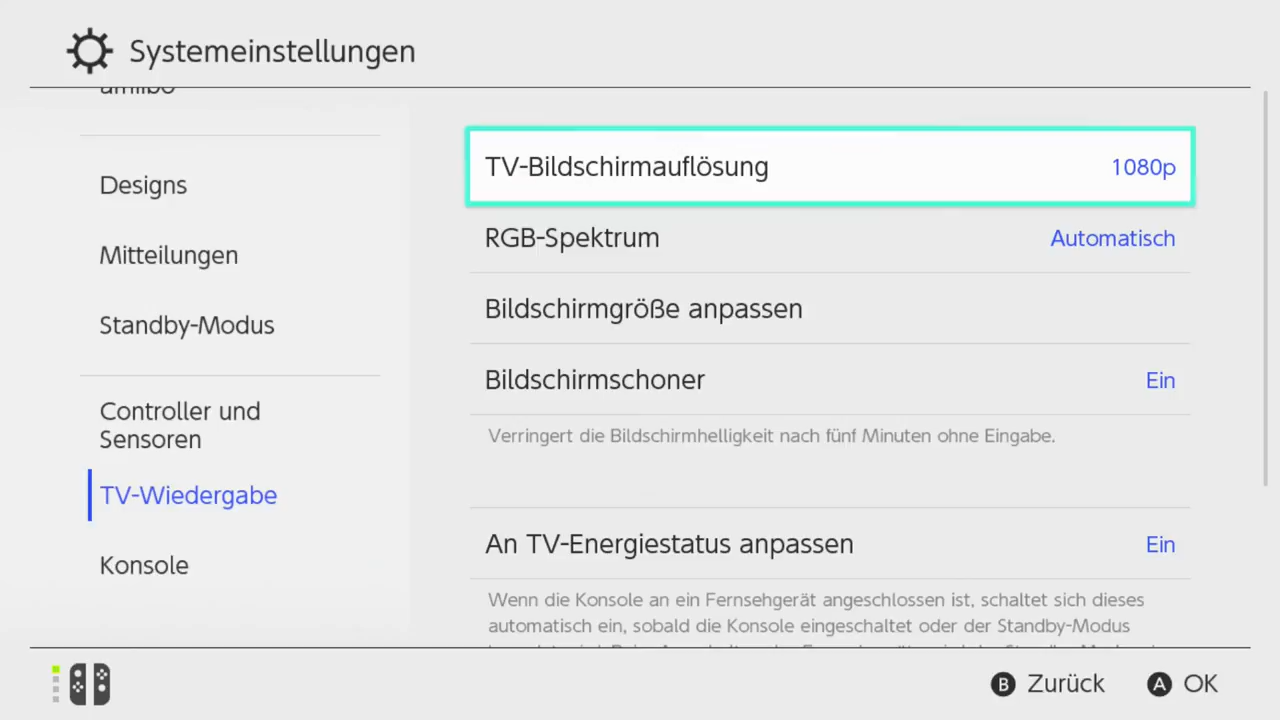 Systemeinstellungen
amiibo
Designs
Mitteilungen
Standby-Modus
Controller und
Sensoren
TV-Wiedergabe
Konsole
TV-Bildschirmauflösung 1080p
RGB-Spektrum Automatisch
Bildschirmgröße anpassen
Bildschirmschoner Ein
Verringert die Bildschirmhelligkeit nach fünf Minuten ohne Eingabe.
An TV-Energiestatus anpassen Ein
Wenn die Konsole an ein Fernsehgerät angeschlossen ist, schaltet sich dieses
automatisch ein, sobald die Konsole eingeschaltet oder der Standby-Modus
B Zurück A OK